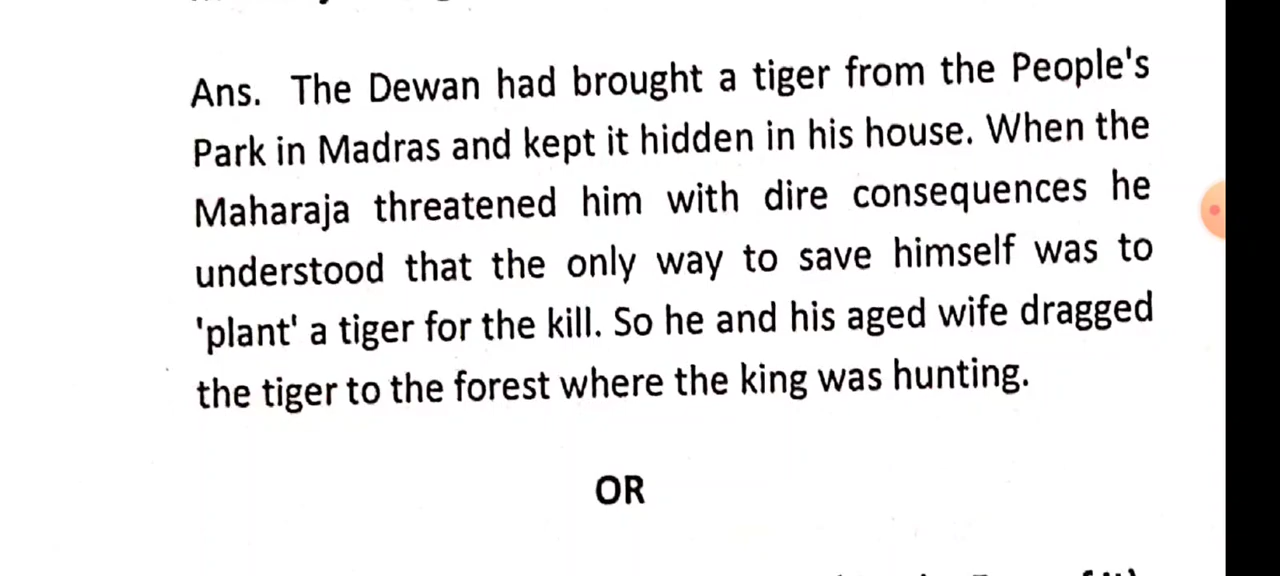 Ans. The Dewan had brought a tiger from the People's
Park in Madras and kept it hidden in his house. When the
Maharaja threatened him with dire consequences he
understood that the only way to save himself was to
'plant' a tiger for the kill. So he and his aged wife dragged
the tiger to the forest where the king was hunting.
OR